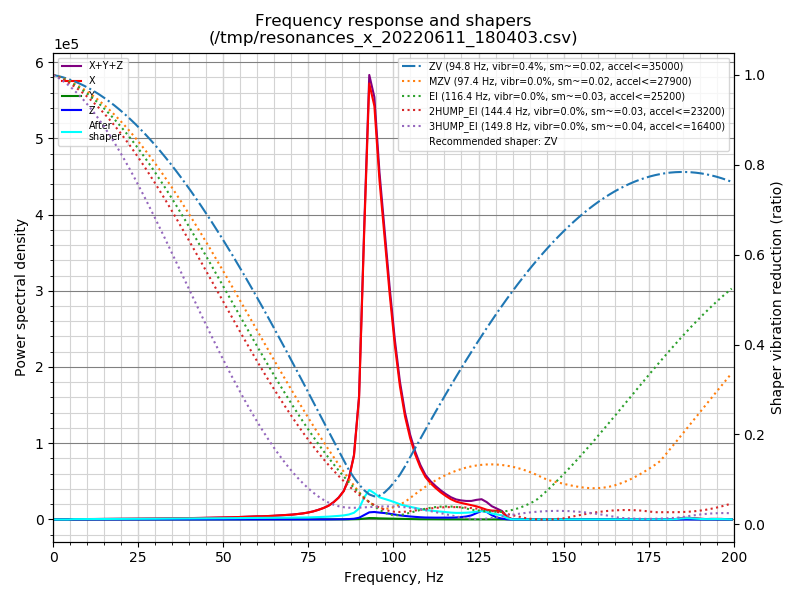 Frequency response and shapers
(/tmp/resonances_x_20220611_180403.csv)
1e5
X+Y+Z
X
Y
Z
After
shaper
ZV (94.8 Hz, vibr=0.4%, sm~=0.02, accel<=35000)
MZV (97.4 Hz, vibr=0.0%, sm~=0.02, accel<=27900)
EI (116.4 Hz, vibr=0.0%, sm~=0.03, accel<=25200)
2HUMP_EI (144.4 Hz, vibr=0.0%, sm~=0.03, accel<=23200)
3HUMP_EI (149.8 Hz, vibr=0.0%, sm~=0.04, accel<=16400)
Recommended shaper: ZV
6
5
4
3
2
1
0
Power spectral density
1.0
0.8
0.6
0.4
0.2
0.0
Shaper vibration reduction (ratio)
0 25 50 75 100 125 150 175 200
Frequency, Hz